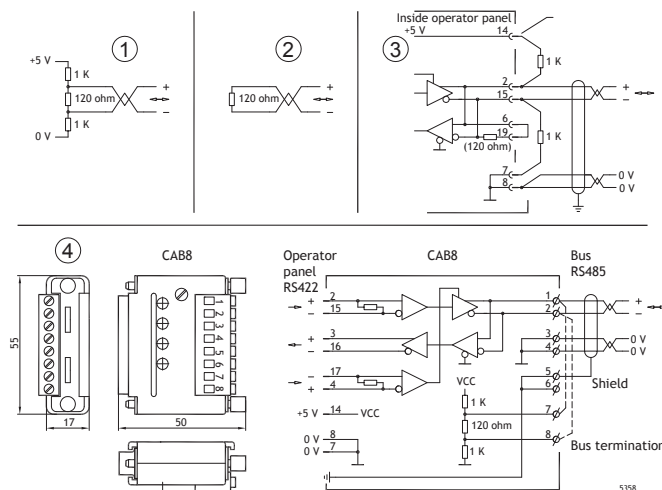 1
+5 V
1 K
120 ohm
1 K
0 V
+
−
2
120 ohm
+
−
3
Inside operator panel
+5 V
14
1 K
2
15
+
−
6
19
(120 ohm)
1 K
7
8
0 V
0 V
4
CAB8
55
17
50
1
2
3
4
5
6
7
8
Operator
panel
RS422
CAB8
Bus
RS485
+ 2
− 15
+ 3
− 16
− 17
+ 4
+5 V 14 VCC
0 V 8
0 V 7
VCC
1 K
120 ohm
1 K
1
2
3
4
5
6
7
8
+
−
0 V
0 V
Shield
Bus termination
5358